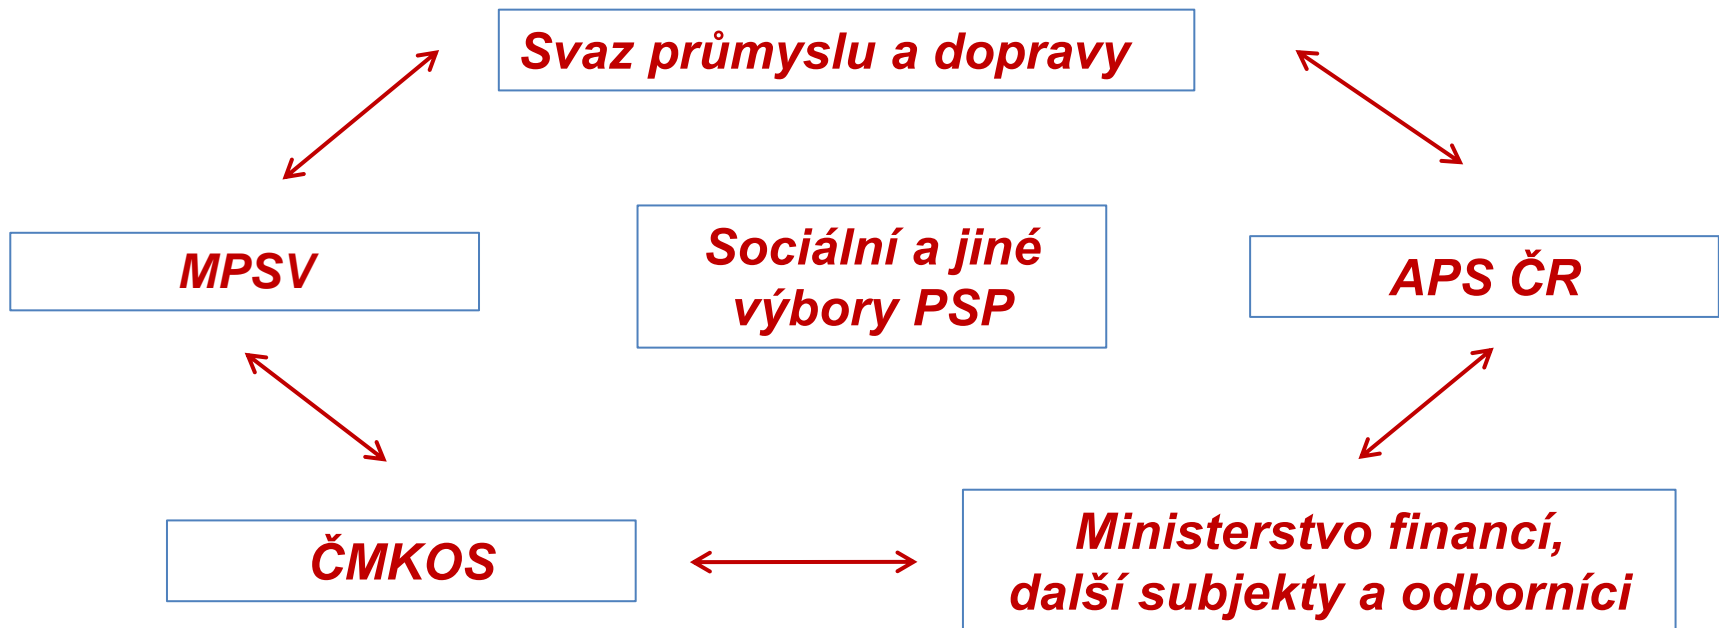 Svaz průmyslu a dopravy
MPSV
Sociální a jiné
výbory PSP
APS ČR
ČMKOS
Ministerstvo financí,
další subjekty a odborníci